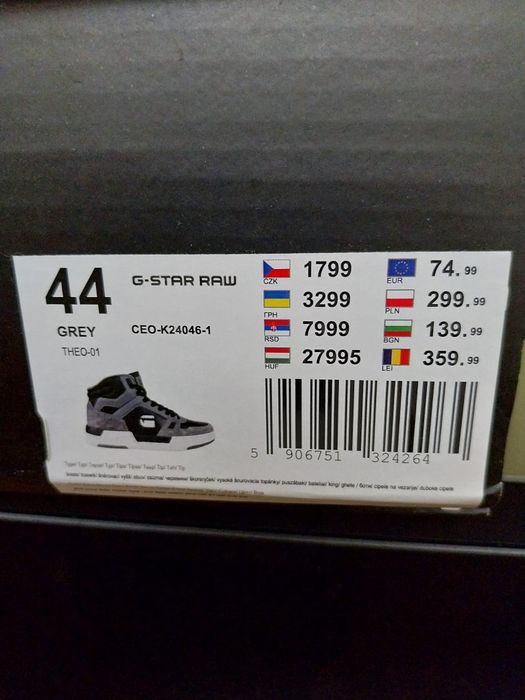 44
G-STAR RAW
GREY
CEO-K24046-1
THEO-01
CZK 1799
EUR 74.99
ГРН 3299
PLN 299.99
RSD 7999
BGN 139.99
HUF 27995
LEI 359.99
5 906751 324264